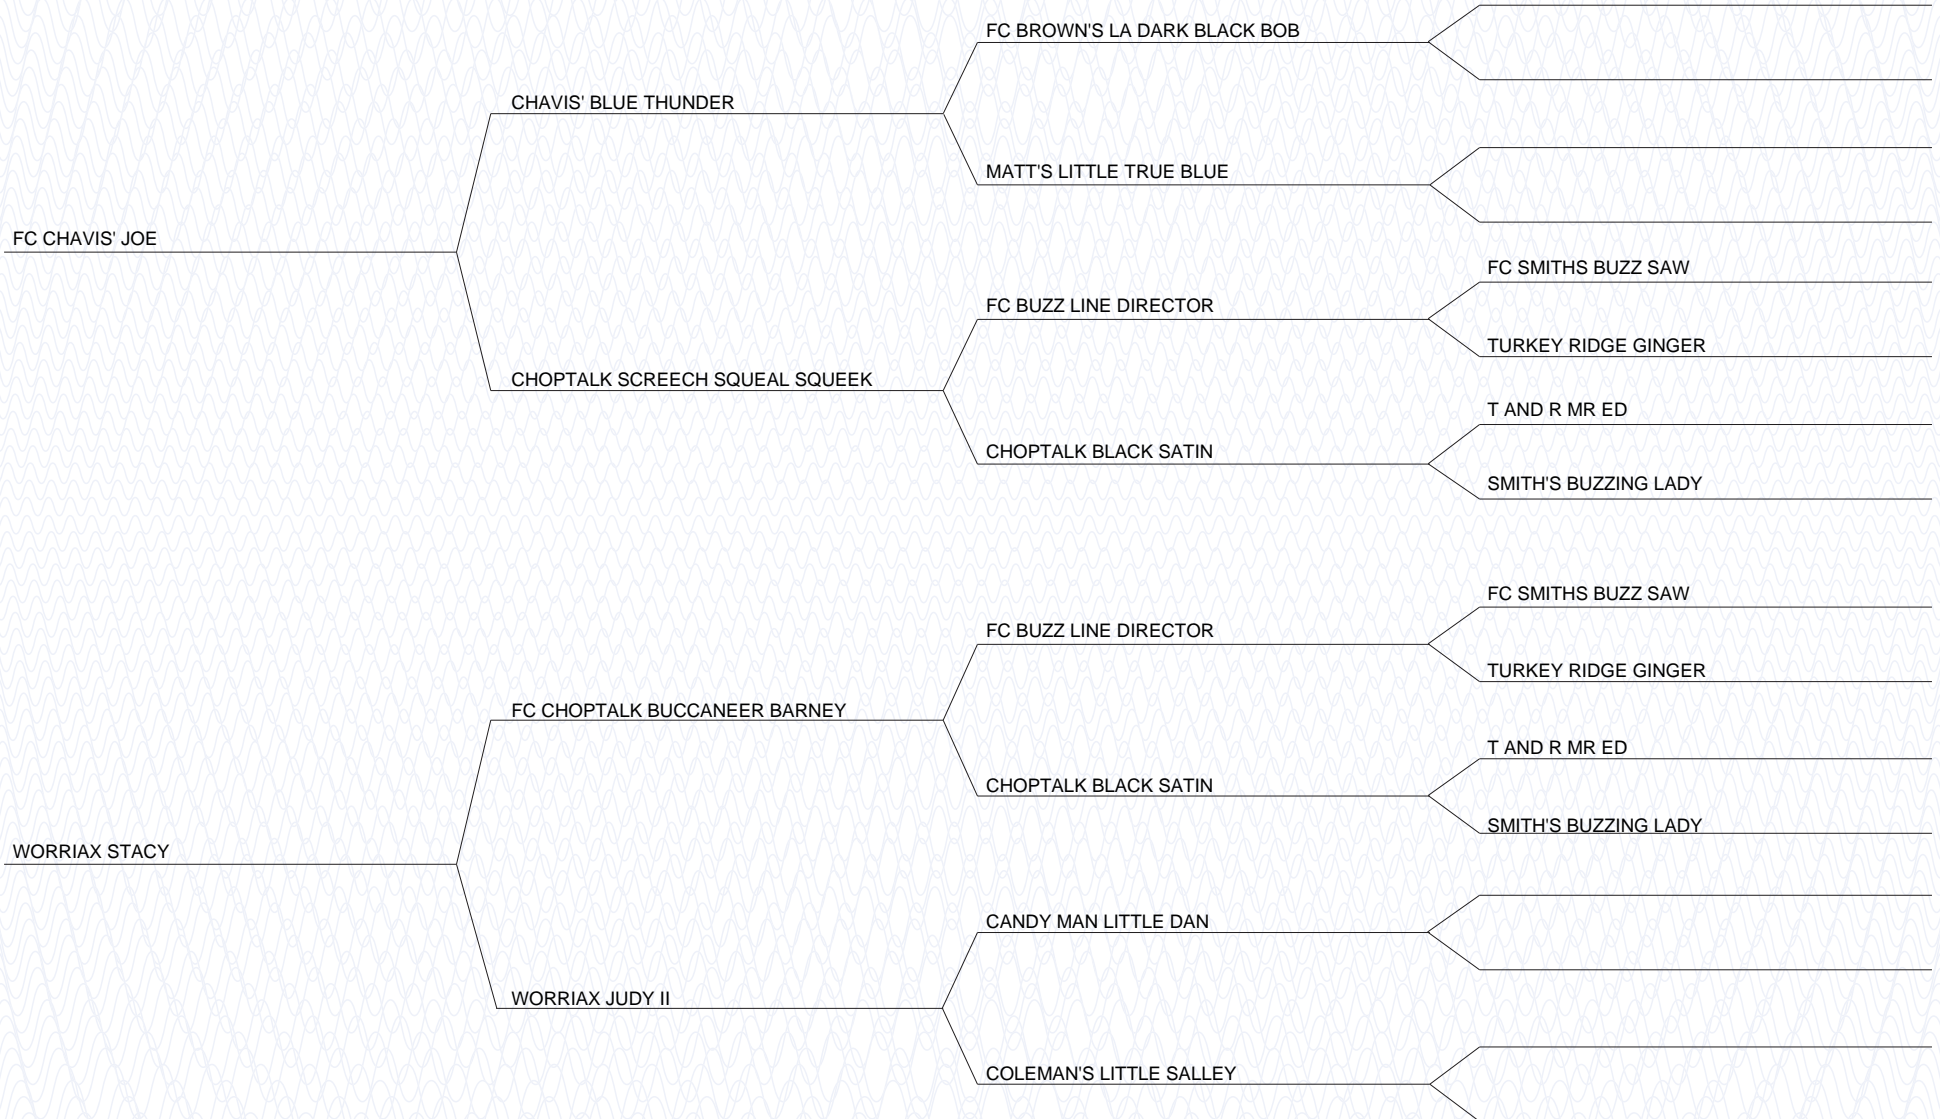 FC BROWN'S LA DARK BLACK BOB
CHAVIS' BLUE THUNDER
MATT'S LITTLE TRUE BLUE
FC CHAVIS' JOE
FC SMITHS BUZZ SAW
FC BUZZ LINE DIRECTOR
TURKEY RIDGE GINGER
CHOPTALK SCREECH SQUEAL SQUEEK
T AND R MR ED
CHOPTALK BLACK SATIN
SMITH'S BUZZING LADY
FC SMITHS BUZZ SAW
FC BUZZ LINE DIRECTOR
TURKEY RIDGE GINGER
FC CHOPTALK BUCCANEER BARNEY
T AND R MR ED
CHOPTALK BLACK SATIN
SMITH'S BUZZING LADY
WORRIAX STACY
CANDY MAN LITTLE DAN
WORRIAX JUDY II
COLEMAN'S LITTLE SALLEY